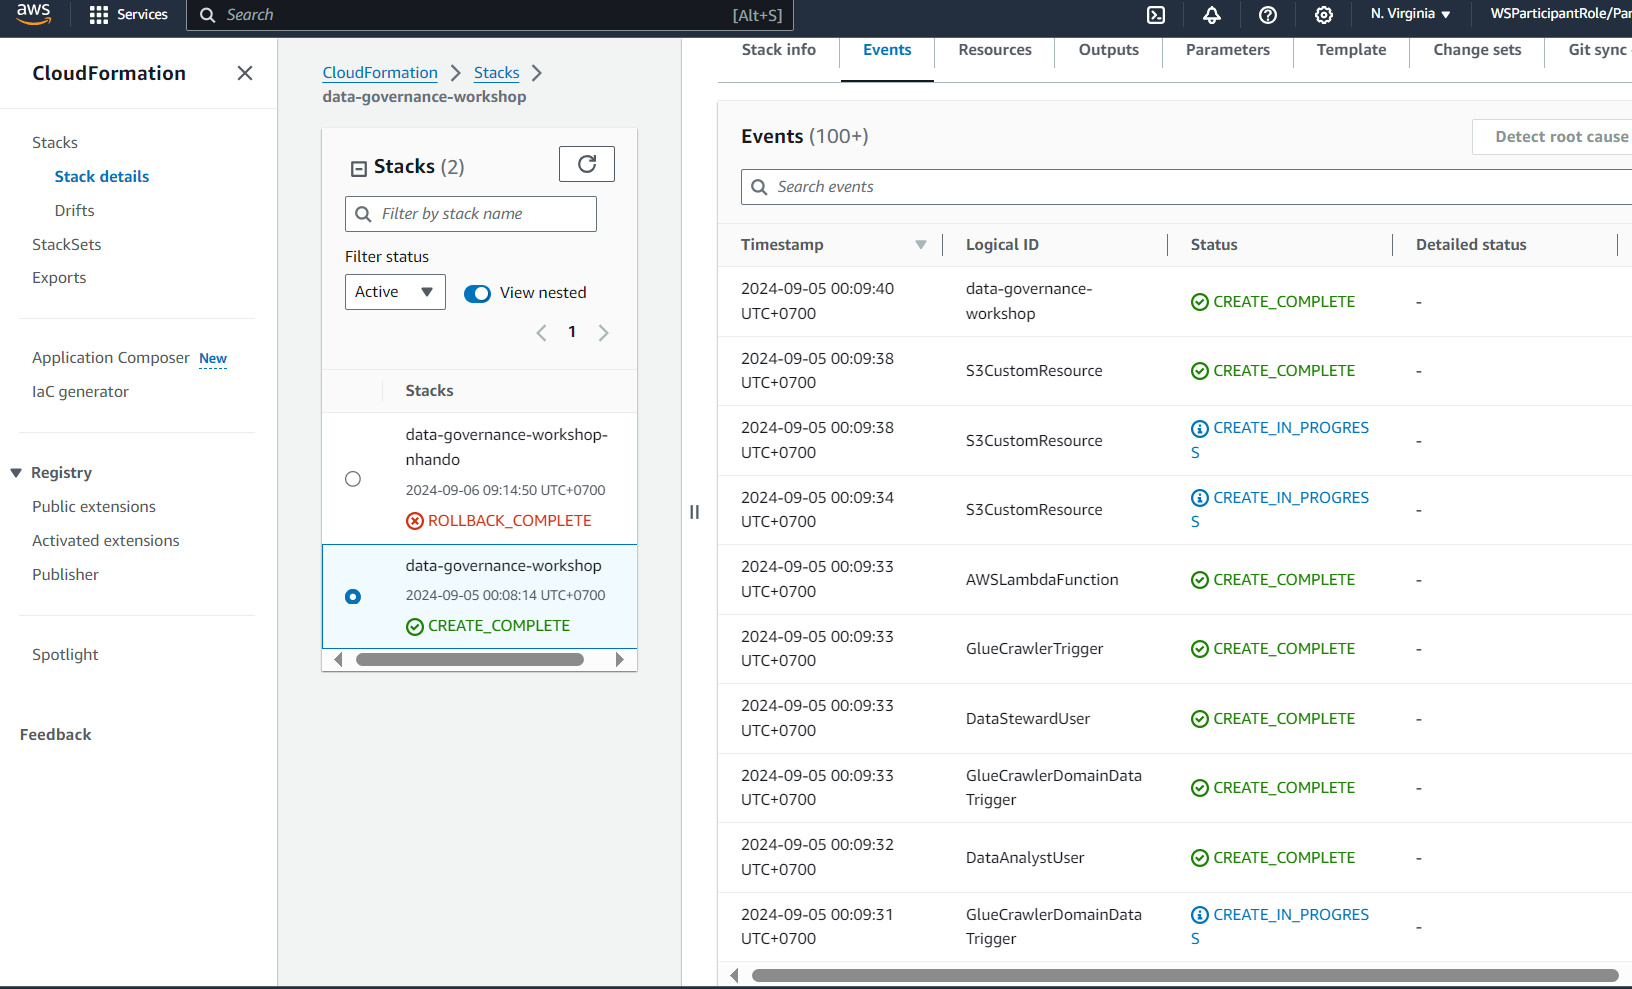 aws
Services
Search
[Alt+S]
N. Virginia
WSParticipantRole/Par
CloudFormation
Stacks
Stack details
Drifts
StackSets
Exports
Application Composer New
IaC generator
Registry
Public extensions
Activated extensions
Publisher
Spotlight
Feedback
CloudFormation
Stacks
data-governance-workshop
Stacks (2)
Filter by stack name
Filter status
Active
View nested
1
Stacks
data-governance-workshop-
nhando
2024-09-06 09:14:50 UTC+0700
ROLLBACK_COMPLETE
data-governance-workshop
2024-09-05 00:08:14 UTC+0700
CREATE_COMPLETE
Stack info
Events
Resources
Outputs
Parameters
Template
Change sets
Git sync
Events (100+)
Detect root cause
Search events
Timestamp
Logical ID
Status
Detailed status
2024-09-05 00:09:40
UTC+0700
data-governance-
workshop
CREATE_COMPLETE
-
2024-09-05 00:09:38
UTC+0700
S3CustomResource
CREATE_COMPLETE
-
2024-09-05 00:09:38
UTC+0700
S3CustomResource
CREATE_IN_PROGRES
S
-
2024-09-05 00:09:34
UTC+0700
S3CustomResource
CREATE_IN_PROGRES
S
-
2024-09-05 00:09:33
UTC+0700
AWSLambdaFunction
CREATE_COMPLETE
-
2024-09-05 00:09:33
UTC+0700
GlueCrawlerTrigger
CREATE_COMPLETE
-
2024-09-05 00:09:33
UTC+0700
DataStewardUser
CREATE_COMPLETE
-
2024-09-05 00:09:33
UTC+0700
GlueCrawlerDomainData
Trigger
CREATE_COMPLETE
-
2024-09-05 00:09:32
UTC+0700
DataAnalystUser
CREATE_COMPLETE
-
2024-09-05 00:09:31
UTC+0700
GlueCrawlerDomainData
Trigger
CREATE_IN_PROGRES
S
-